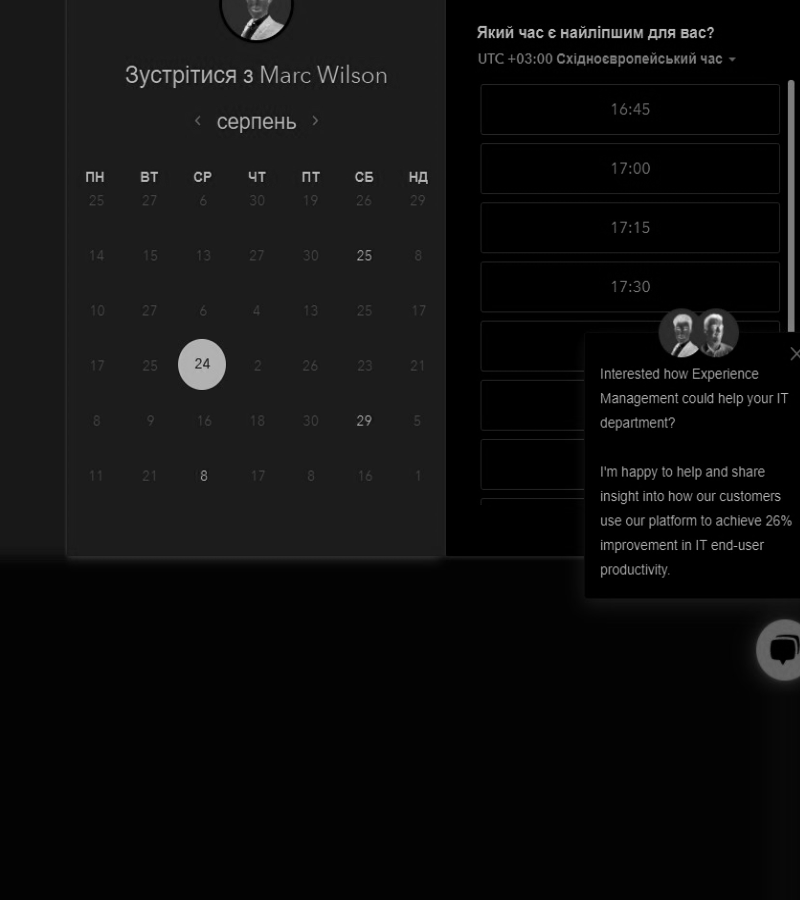 Зустрітися з Marc Wilson
серпень
ПН ВТ СР ЧТ ПТ СБ НД
25 27 6 30 19 26 29
14 15 13 27 30 25 8
10 27 6 4 13 25 17
17 25 24 2 26 23 21
8 9 16 18 30 29 5
11 21 8 17 8 16 1
Який час є найліпшим для вас?
UTC +03:00 Східноєвропейський час
16:45
17:00
17:15
17:30
Interested how Experience
Management could help your IT
department?
I'm happy to help and share
insight into how our customers
use our platform to achieve 26%
improvement in IT end-user
productivity.